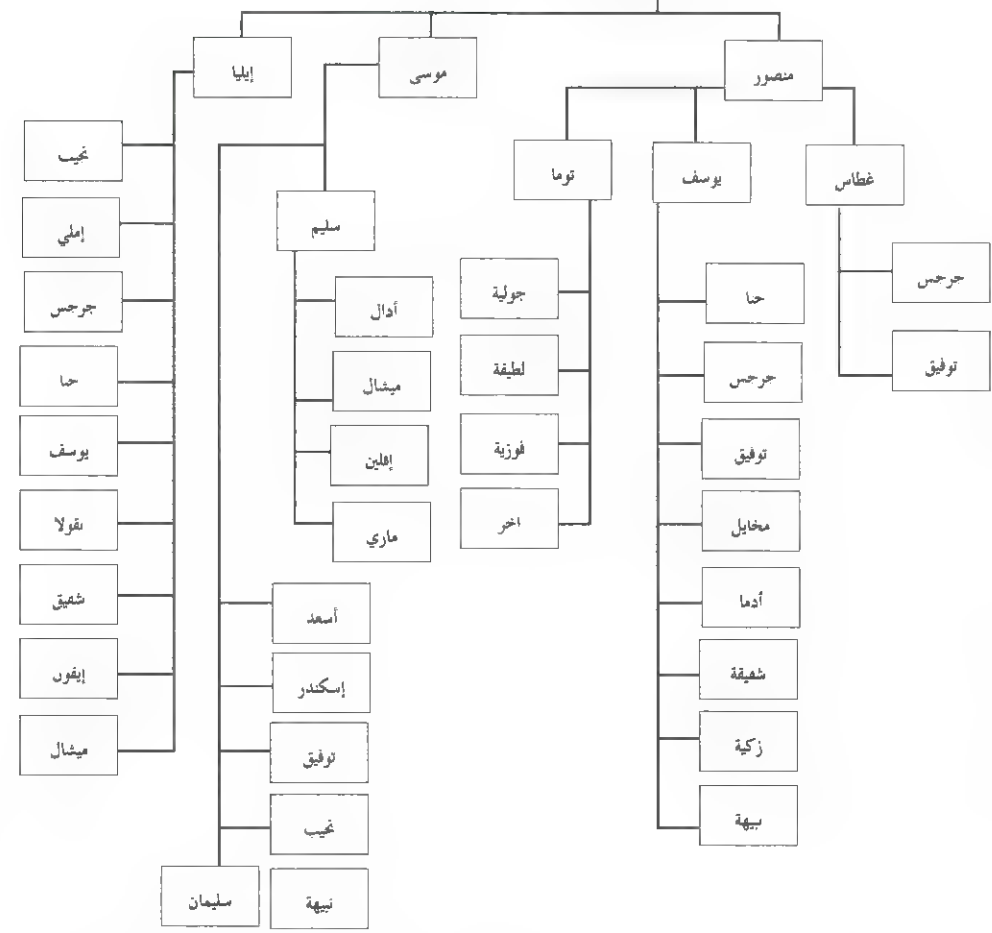 منصور
موسى
إيليا
غطاس
يوسف
توما
جرجس
توفيق
حنا
جرجس
توفيق
مخايل
أدما
شفيقة
زكية
نبيهة
جولية
لطيفة
فوزية
اخر
سليم
أدال
ميشال
إفلين
ماري
أسعد
إسكندر
توفيق
نجيب
نبيهة
سليمان
نجيب
إملي
جرجس
حنا
يوسف
نقولا
شفيق
إيفون
ميشال